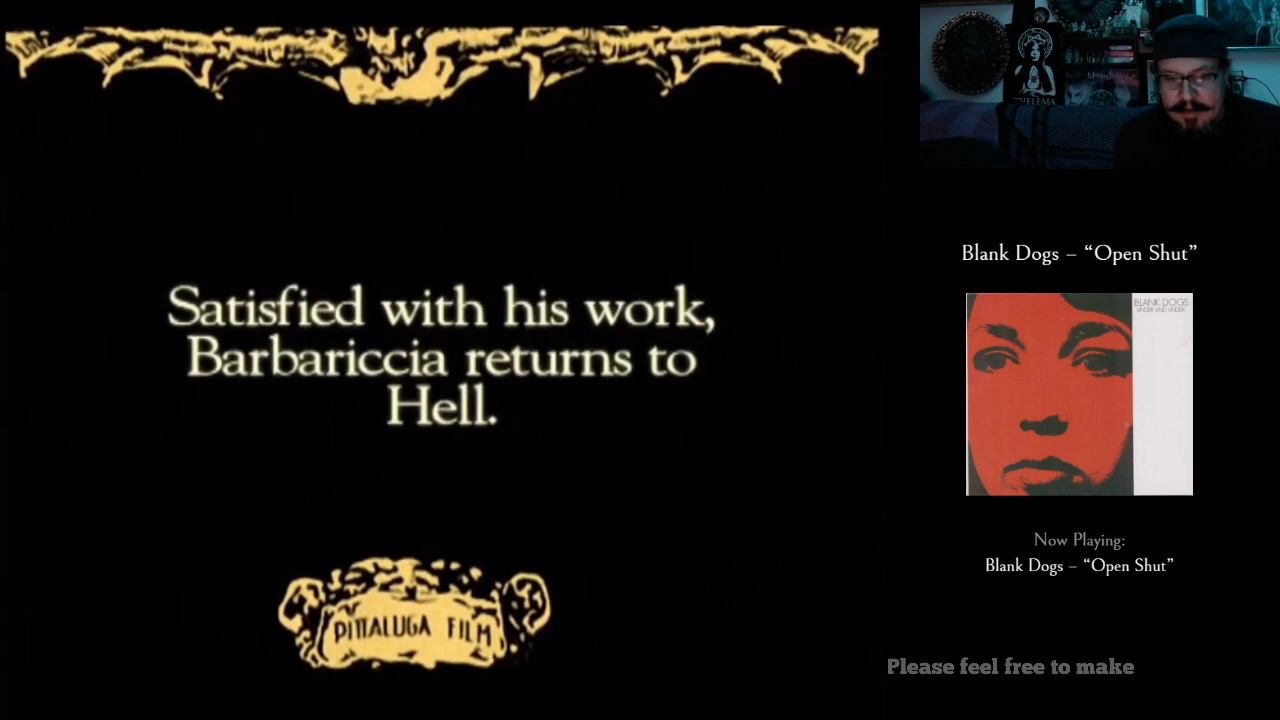 Satisfied with his work,
Barbariccia returns to
Hell.
PITTALUGA FILM
THELEMA
Blank Dogs – “Open Shut”
BLANK DOGS
UNDER AND UNDER
Now Playing:
Blank Dogs – “Open Shut”
Please feel free to make